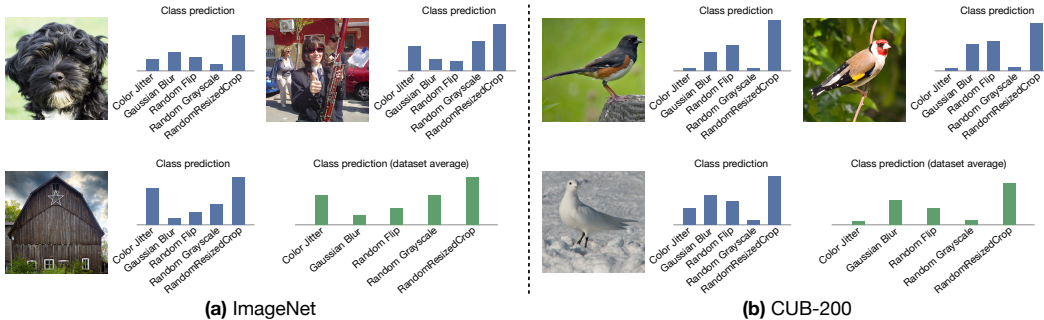 Class prediction
Color Jitter
Gaussian Blur
Random Flip
Random Grayscale
RandomResizedCrop
Class prediction
Color Jitter
Gaussian Blur
Random Flip
Random Grayscale
RandomResizedCrop
Class prediction
Color Jitter
Gaussian Blur
Random Flip
Random Grayscale
RandomResizedCrop
Class prediction
Color Jitter
Gaussian Blur
Random Flip
Random Grayscale
RandomResizedCrop
Class prediction
Color Jitter
Gaussian Blur
Random Flip
Random Grayscale
RandomResizedCrop
Class prediction (dataset average)
Color Jitter
Gaussian Blur
Random Flip
Random Grayscale
RandomResizedCrop
Class prediction
Color Jitter
Gaussian Blur
Random Flip
Random Grayscale
RandomResizedCrop
Class prediction (dataset average)
Color Jitter
Gaussian Blur
Random Flip
Random Grayscale
RandomResizedCrop
(a) ImageNet
(b) CUB-200